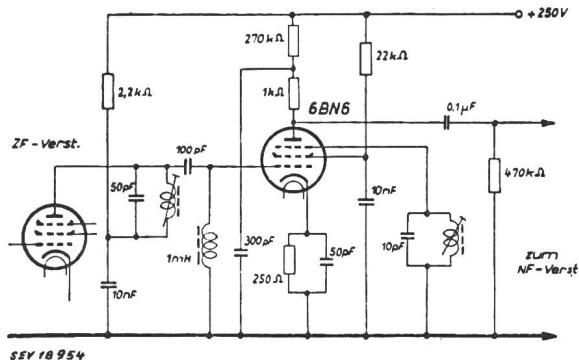 +250V
270kΩ
22kΩ
2,2kΩ
1kΩ
6BN6
0,1µF
ZF-Verst.
100pF
50pF
470kΩ
10nF
300pF
50pF
10pF
1mH
250Ω
zum
NF-Verst
10nF
SEV 18954